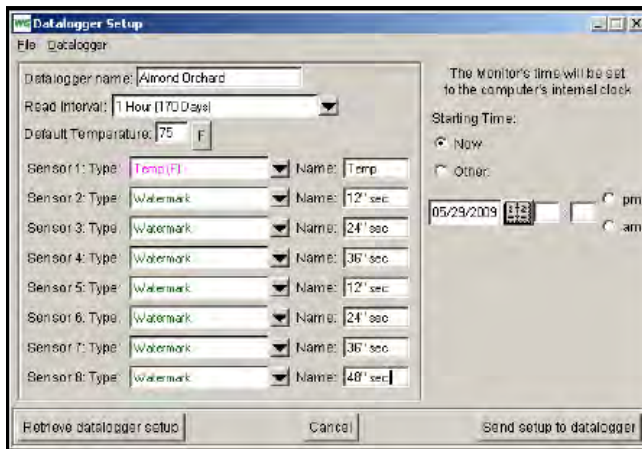 WG Datalogger Setup
File Datalogger
Datalogger name: Almond Orchard
Read Interval: 1 Hour (170 Days)
Default Temperature: 75 F
Sensor 1: Type: Temp (F) Name: Temp
Sensor 2: Type: Watermark Name: 12" sec
Sensor 3: Type: Watermark Name: 24" sec
Sensor 4: Type: Watermark Name: 36" sec
Sensor 5: Type: Watermark Name: 12" sec
Sensor 6: Type: Watermark Name: 24" sec
Sensor 7: Type: Watermark Name: 36" sec
Sensor 8: Type: Watermark Name: 48" sec
The Monitor's time will be set
to the computer's internal clock
Starting Time:
Now
Other:
05/29/2009
pm
am
Retrieve datalogger setup Cancel Send setup to datalogger